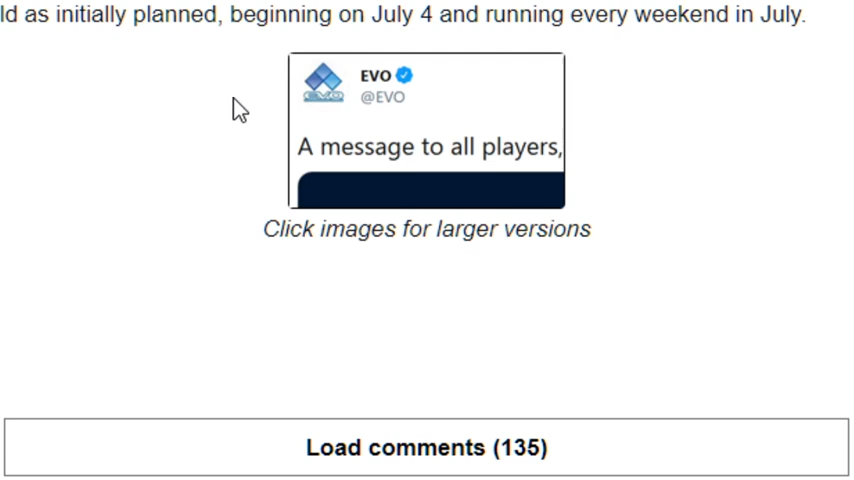 ld as initially planned, beginning on July 4 and running every weekend in July.
EVO
@EVO
EVO
A message to all players,
Click images for larger versions
Load comments (135)